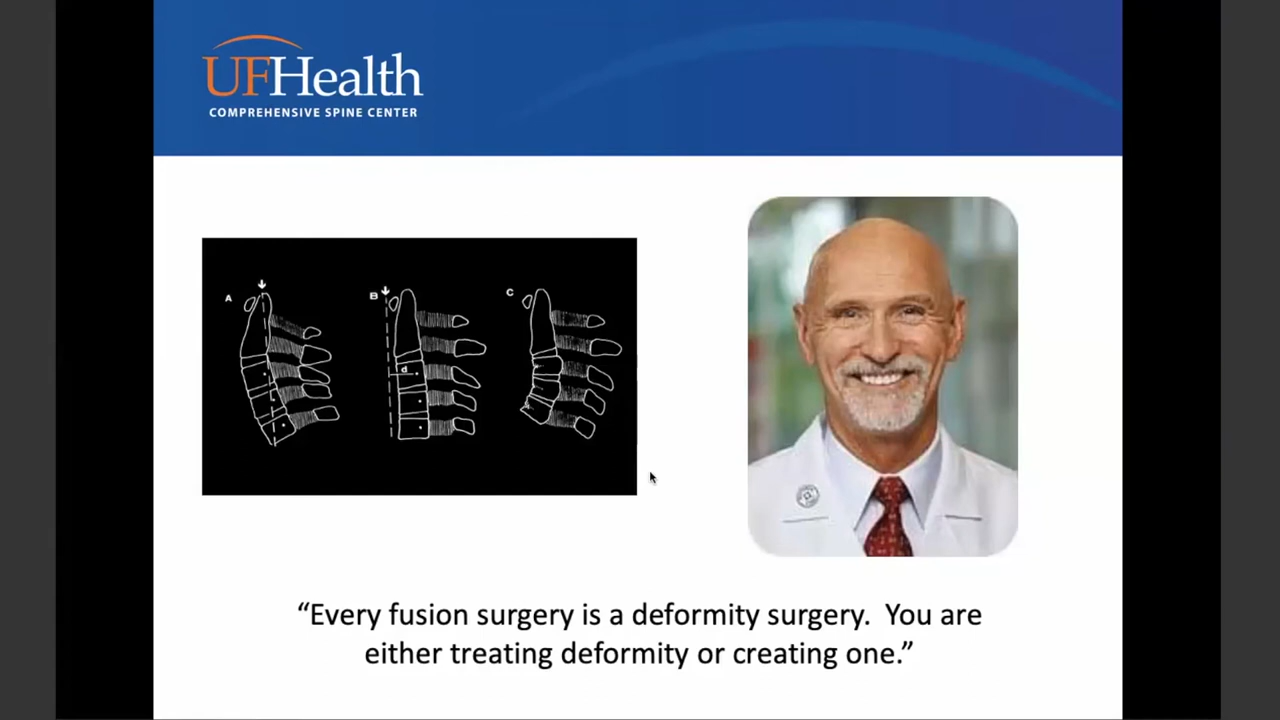 UFHealth
COMPREHENSIVE SPINE CENTER
A
B
C
d
“Every fusion surgery is a deformity surgery. You are
either treating deformity or creating one.”